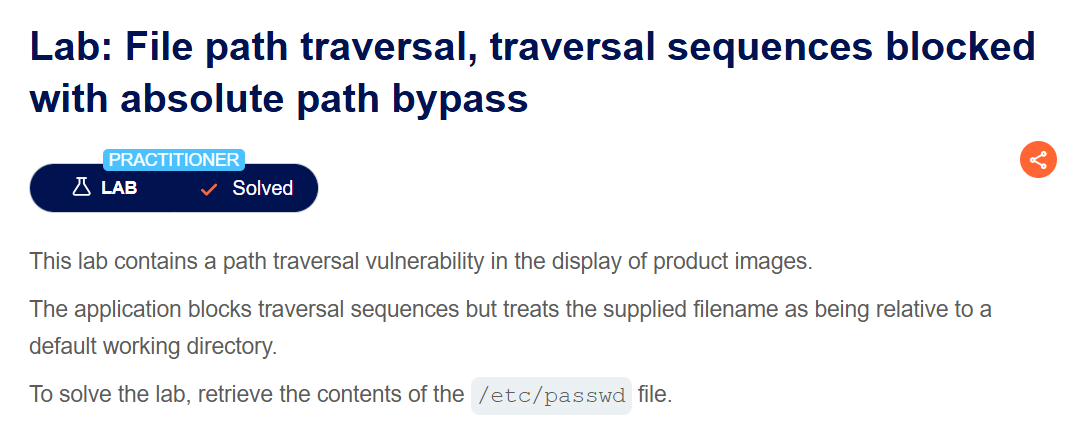 Lab: File path traversal, traversal sequences blocked
with absolute path bypass
PRACTITIONER
LAB Solved
This lab contains a path traversal vulnerability in the display of product images.
The application blocks traversal sequences but treats the supplied filename as being relative to a
default working directory.
To solve the lab, retrieve the contents of the /etc/passwd file.